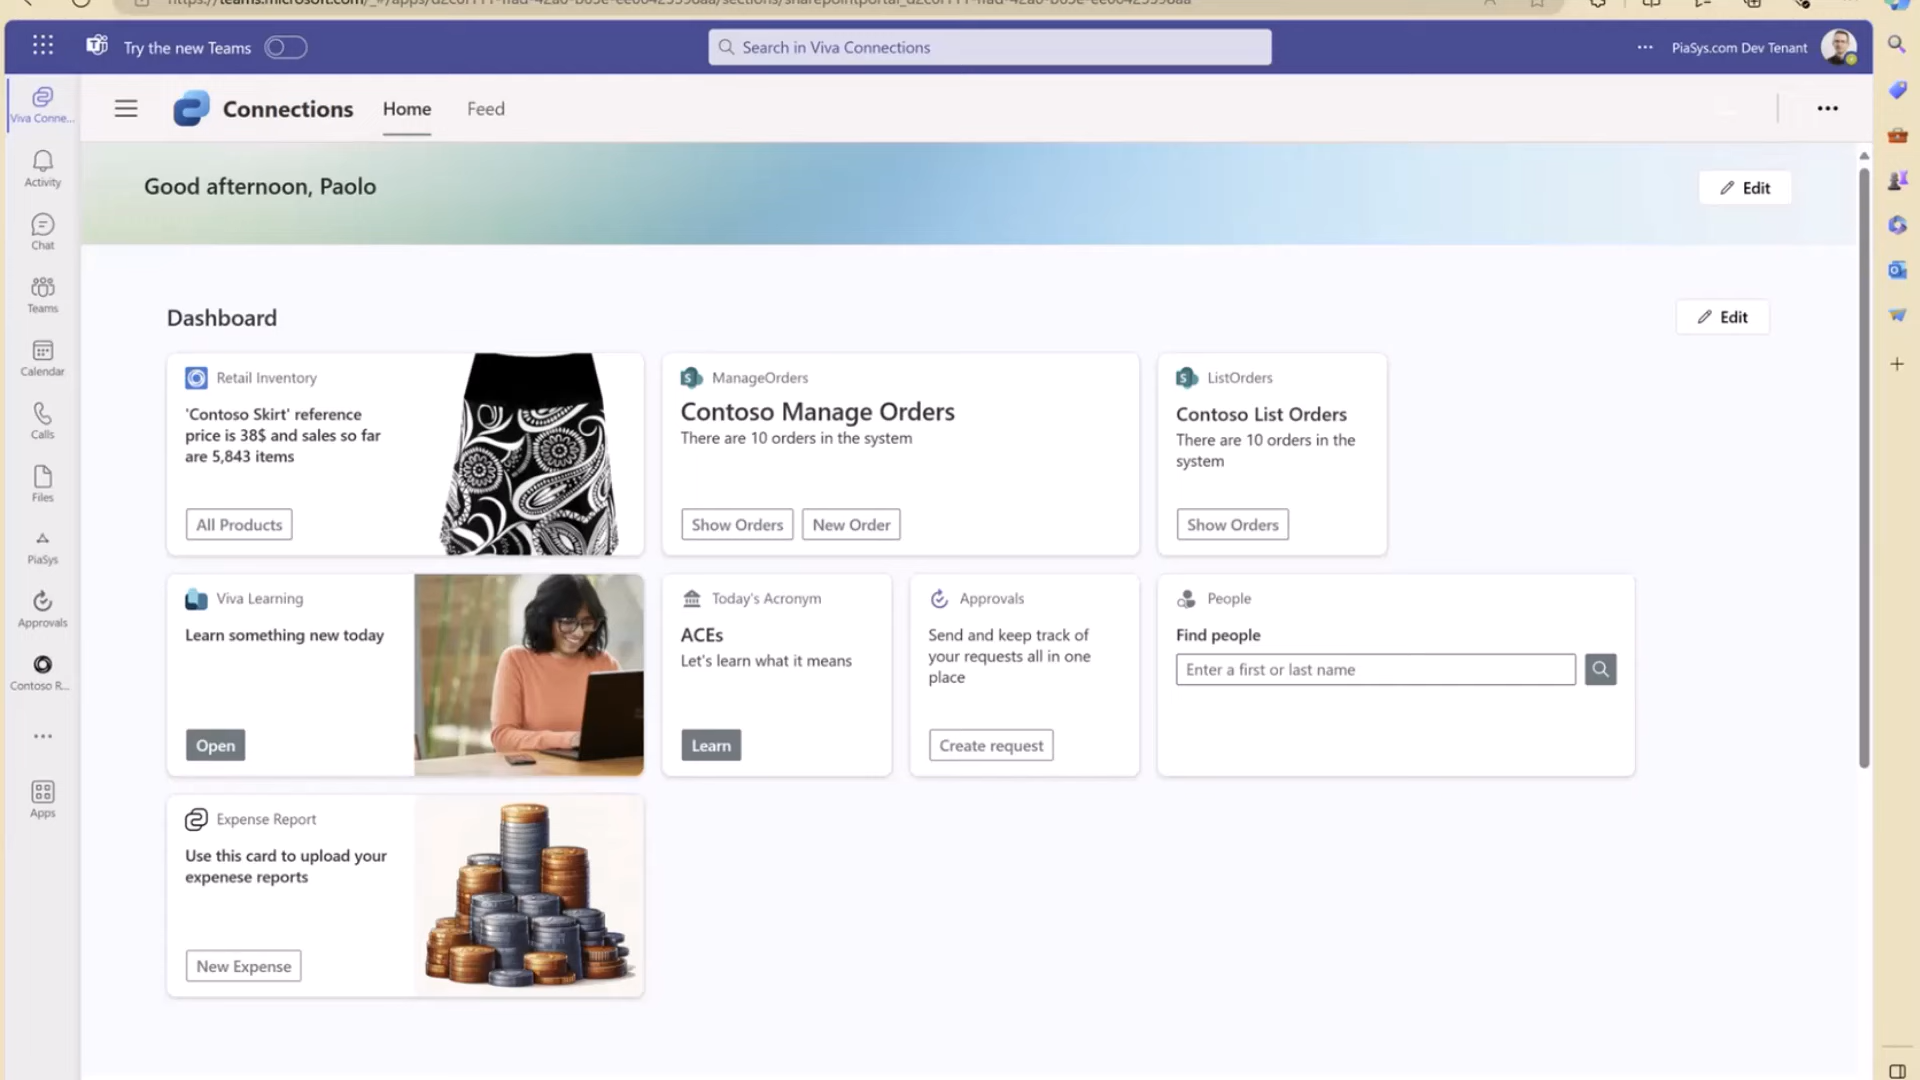 Try the new Teams
Search in Viva Connections
PiaSys.com Dev Tenant
Viva Conne...
Activity
Chat
Teams
Calendar
Calls
Files
PiaSys
Approvals
Contoso R...
Apps
Connections
Home
Feed
Good afternoon, Paolo
Edit
Dashboard
Edit
Retail Inventory
'Contoso Skirt' reference
price is 38$ and sales so far
are 5,843 items
All Products
ManageOrders
Contoso Manage Orders
There are 10 orders in the system
Show Orders
New Order
ListOrders
Contoso List Orders
There are 10 orders in the
system
Show Orders
Viva Learning
Learn something new today
Open
Today's Acronym
ACEs
Let's learn what it means
Learn
Approvals
Send and keep track of
your requests all in one
place
Create request
People
Find people
Enter a first or last name
Expense Report
Use this card to upload your
expenese reports
New Expense